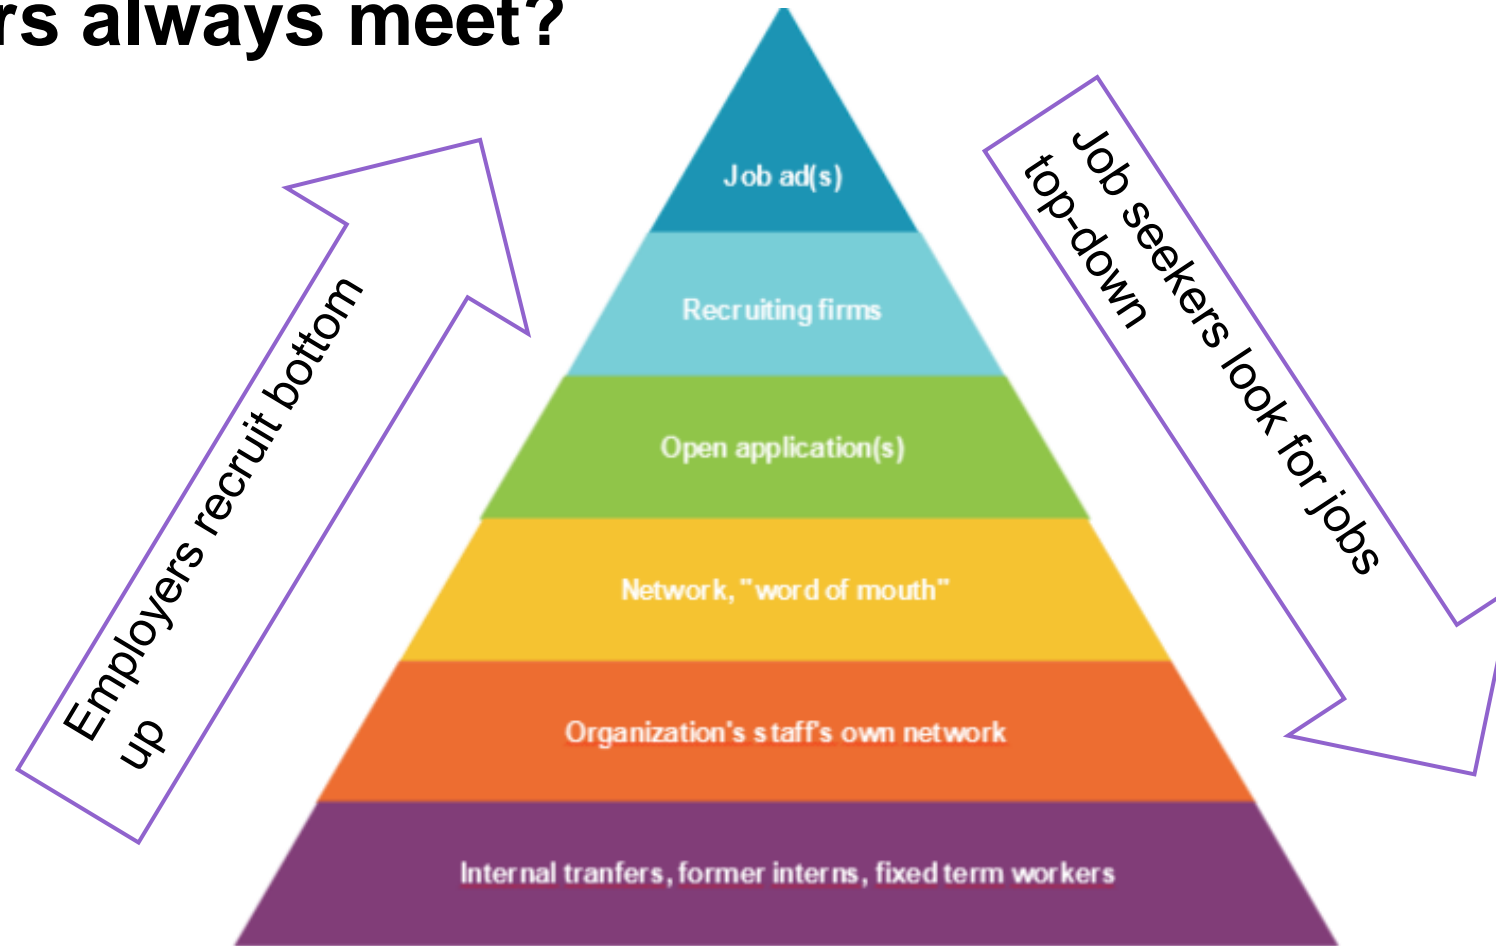 rs always meet?
Job ad(s)
Recruiting firms
Open application(s)
Network, "word of mouth"
Organization's staff's own network
Internal tranfers, former interns, fixed term workers
Employers recruit bottom
up
Job seekers look for jobs
top-down